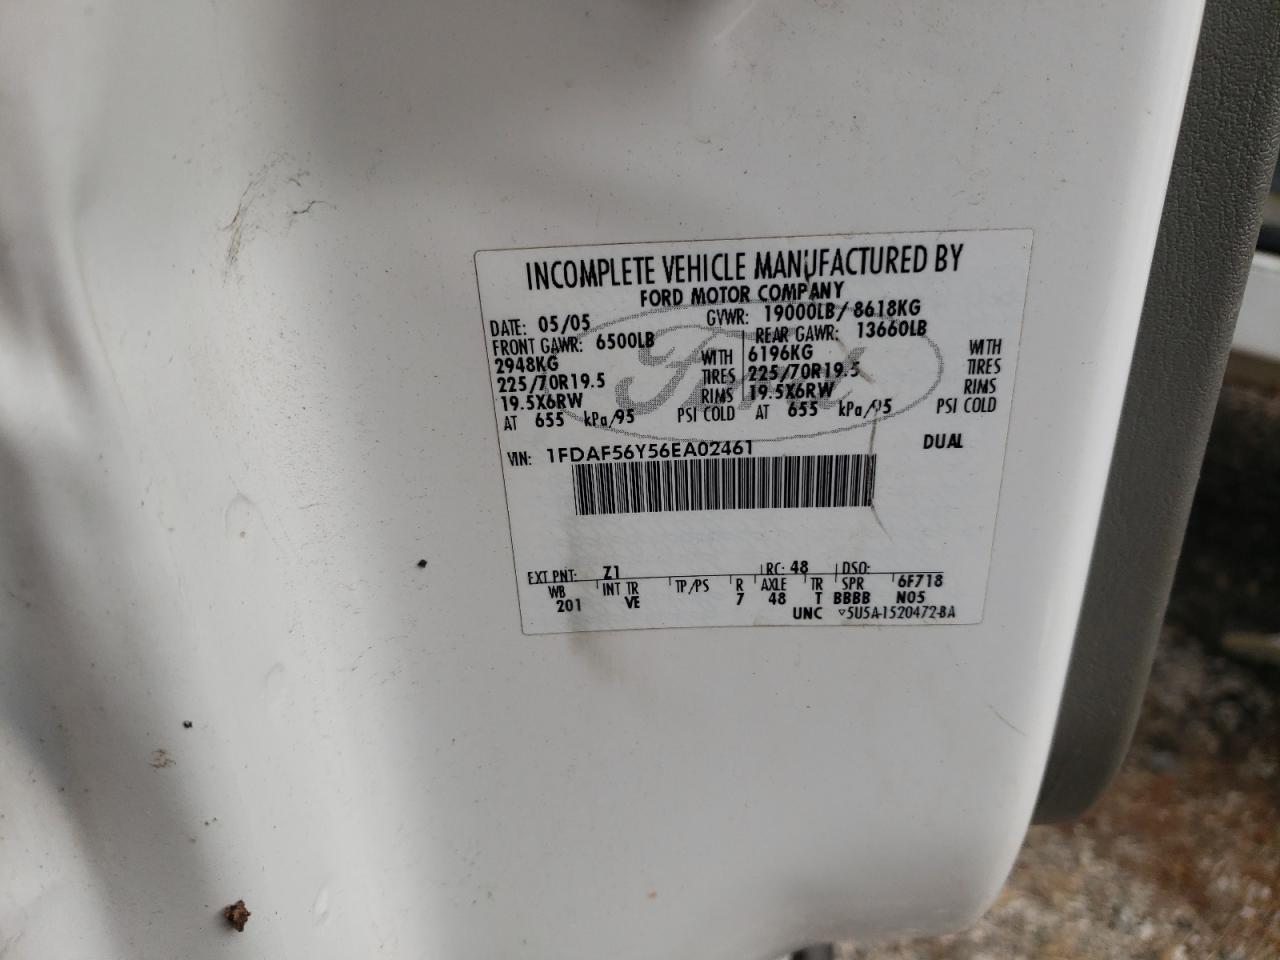 INCOMPLETE VEHICLE MANUFACTURED BY
FORD MOTOR COMPANY
DATE: 05/05 GVWR: 19000LB/ 8618KG
FRONT GAWR: 6500LB REAR GAWR: 13660LB
2948KG WITH 6196KG WITH
225/70R19.5 TIRES 225/70R19.5 TIRES
19.5X6RW RIMS 19.5X6RW RIMS
AT 655 kPa/95 PSI COLD AT 655 kPa/95 PSI COLD
VIN: 1FDAF56Y56EA02461 DUAL
Ford
EXT PNT: Z1 RC: 48 DSO:
WB INT TR TP/PS R AXLE TR SPR 6F718
201 VE 7 48 T BBBB N05
UNC ▽5U5A-1520472-BA